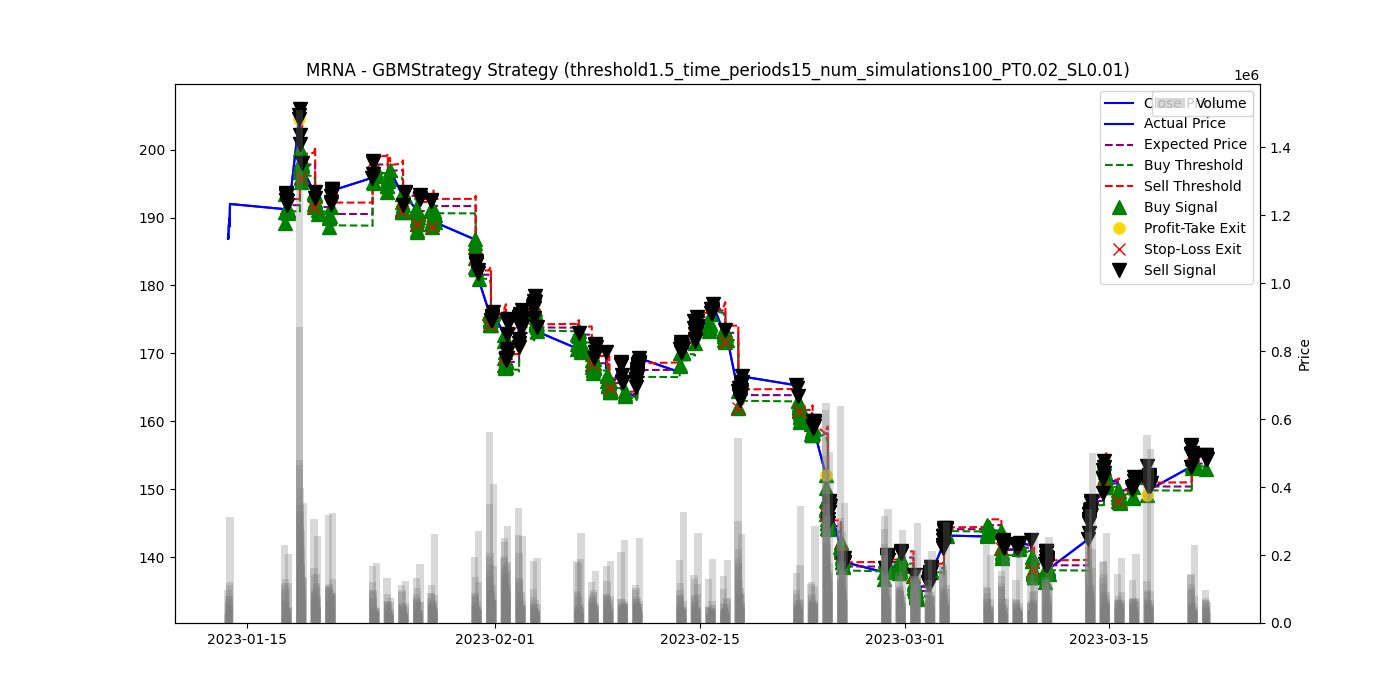 MRNA - GBMStrategy Strategy (threshold1.5_time_periods15_num_simulations100_PT0.02_SL0.01)
1e6
Volume
Actual Price
Expected Price
Buy Threshold
Sell Threshold
Buy Signal
Profit-Take Exit
Stop-Loss Exit
Sell Signal
200
190
180
170
160
150
140
1.4
1.2
1.0
0.8
0.6
0.4
0.2
0.0
Price
2023-01-15
2023-02-01
2023-02-15
2023-03-01
2023-03-15